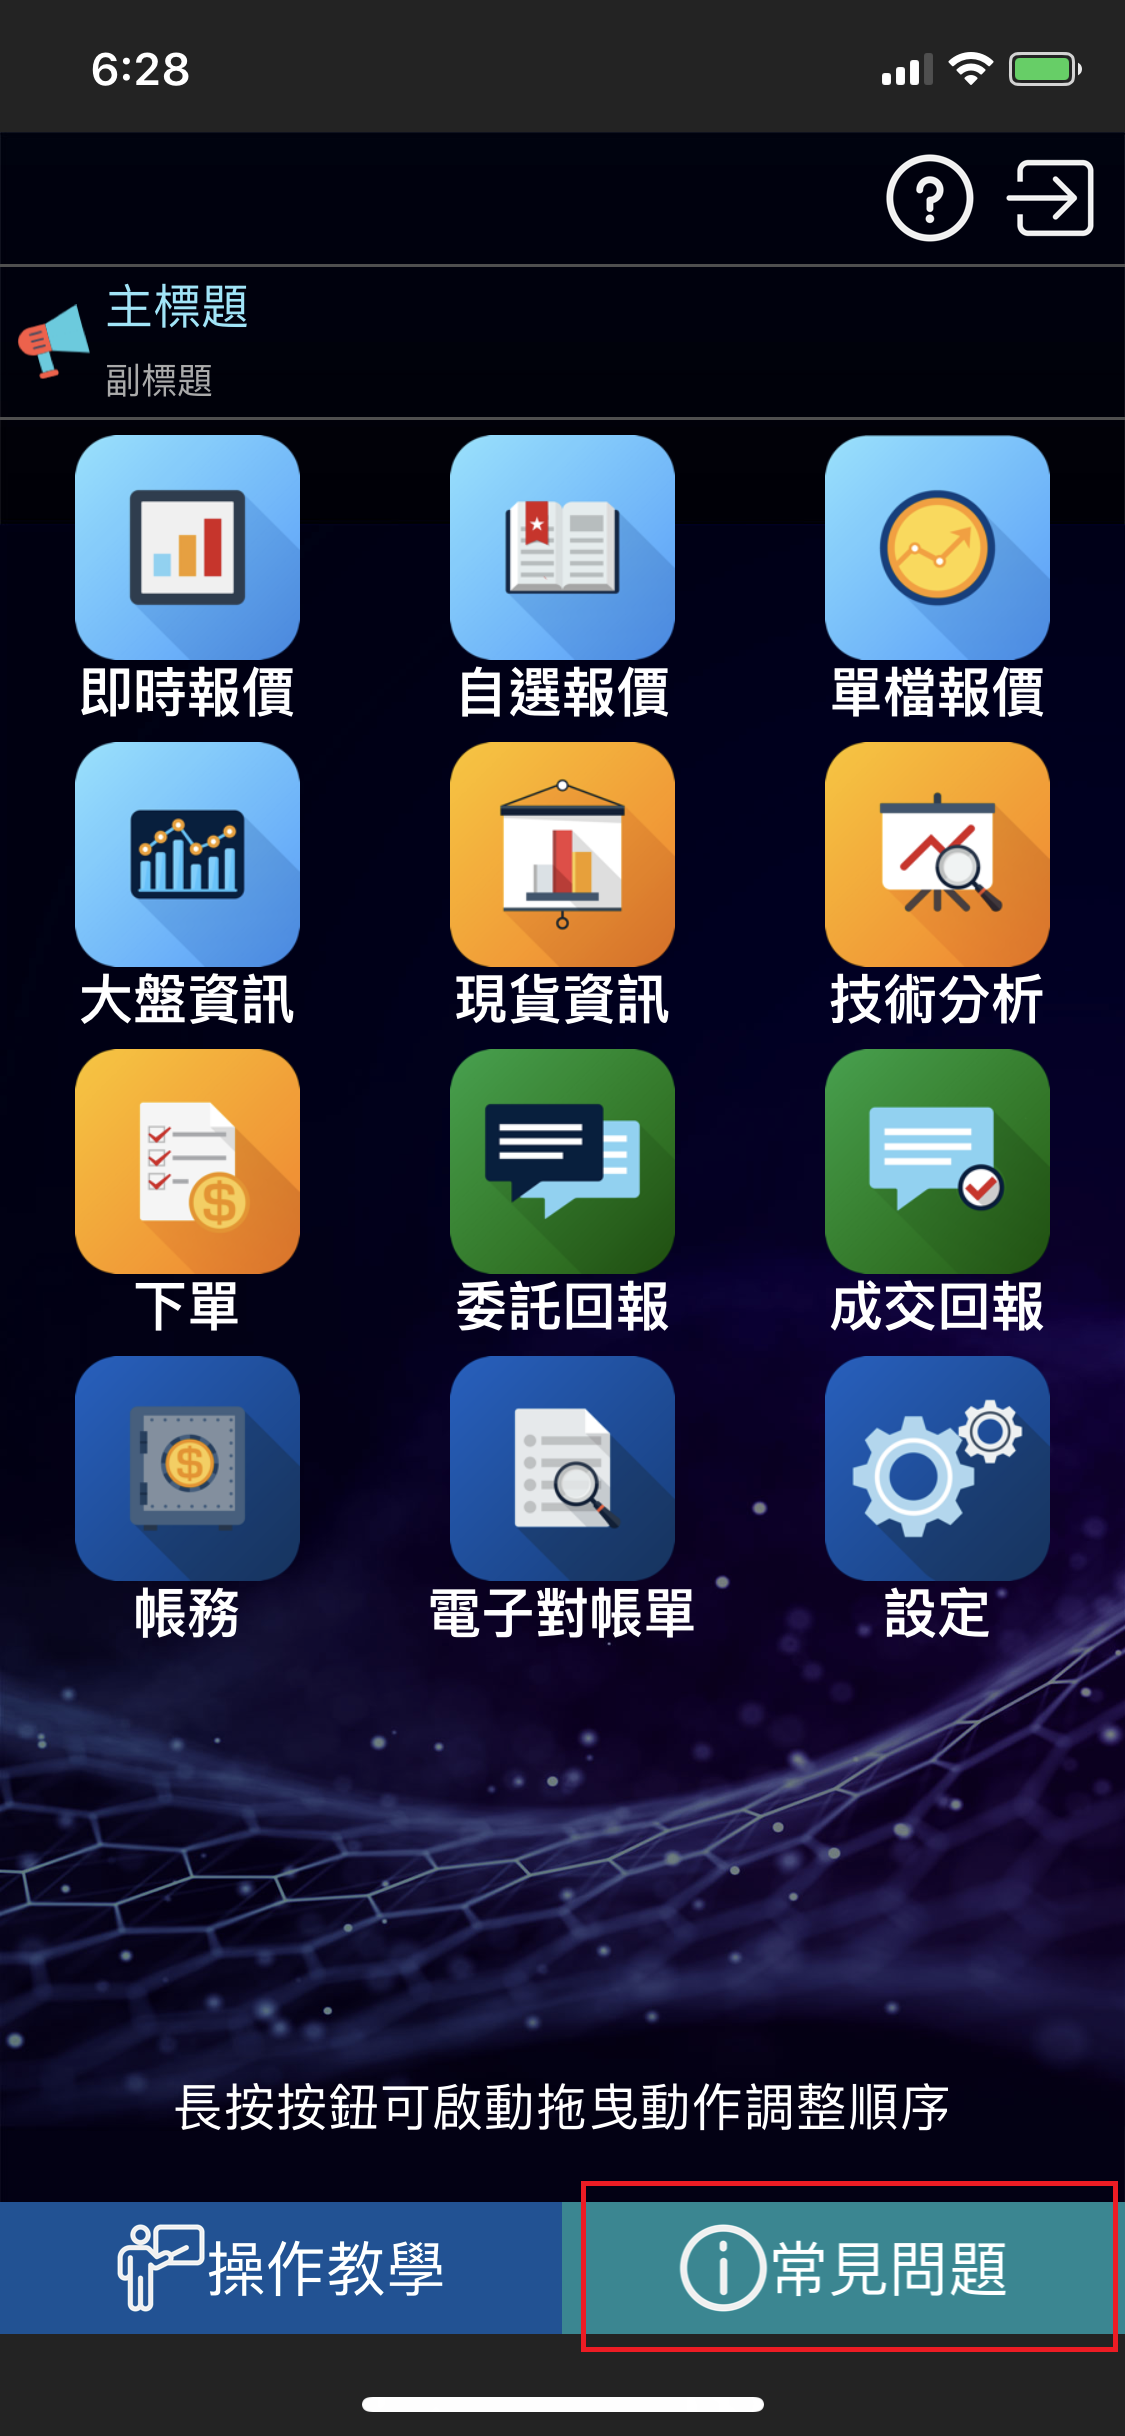 6:28
主標題
副標題
即時報價
自選報價
單檔報價
大盤資訊
現貨資訊
技術分析
下單
委託回報
成交回報
帳務
電子對帳單
設定
長按按鈕可啟動拖曳動作調整順序
操作教學
常見問題